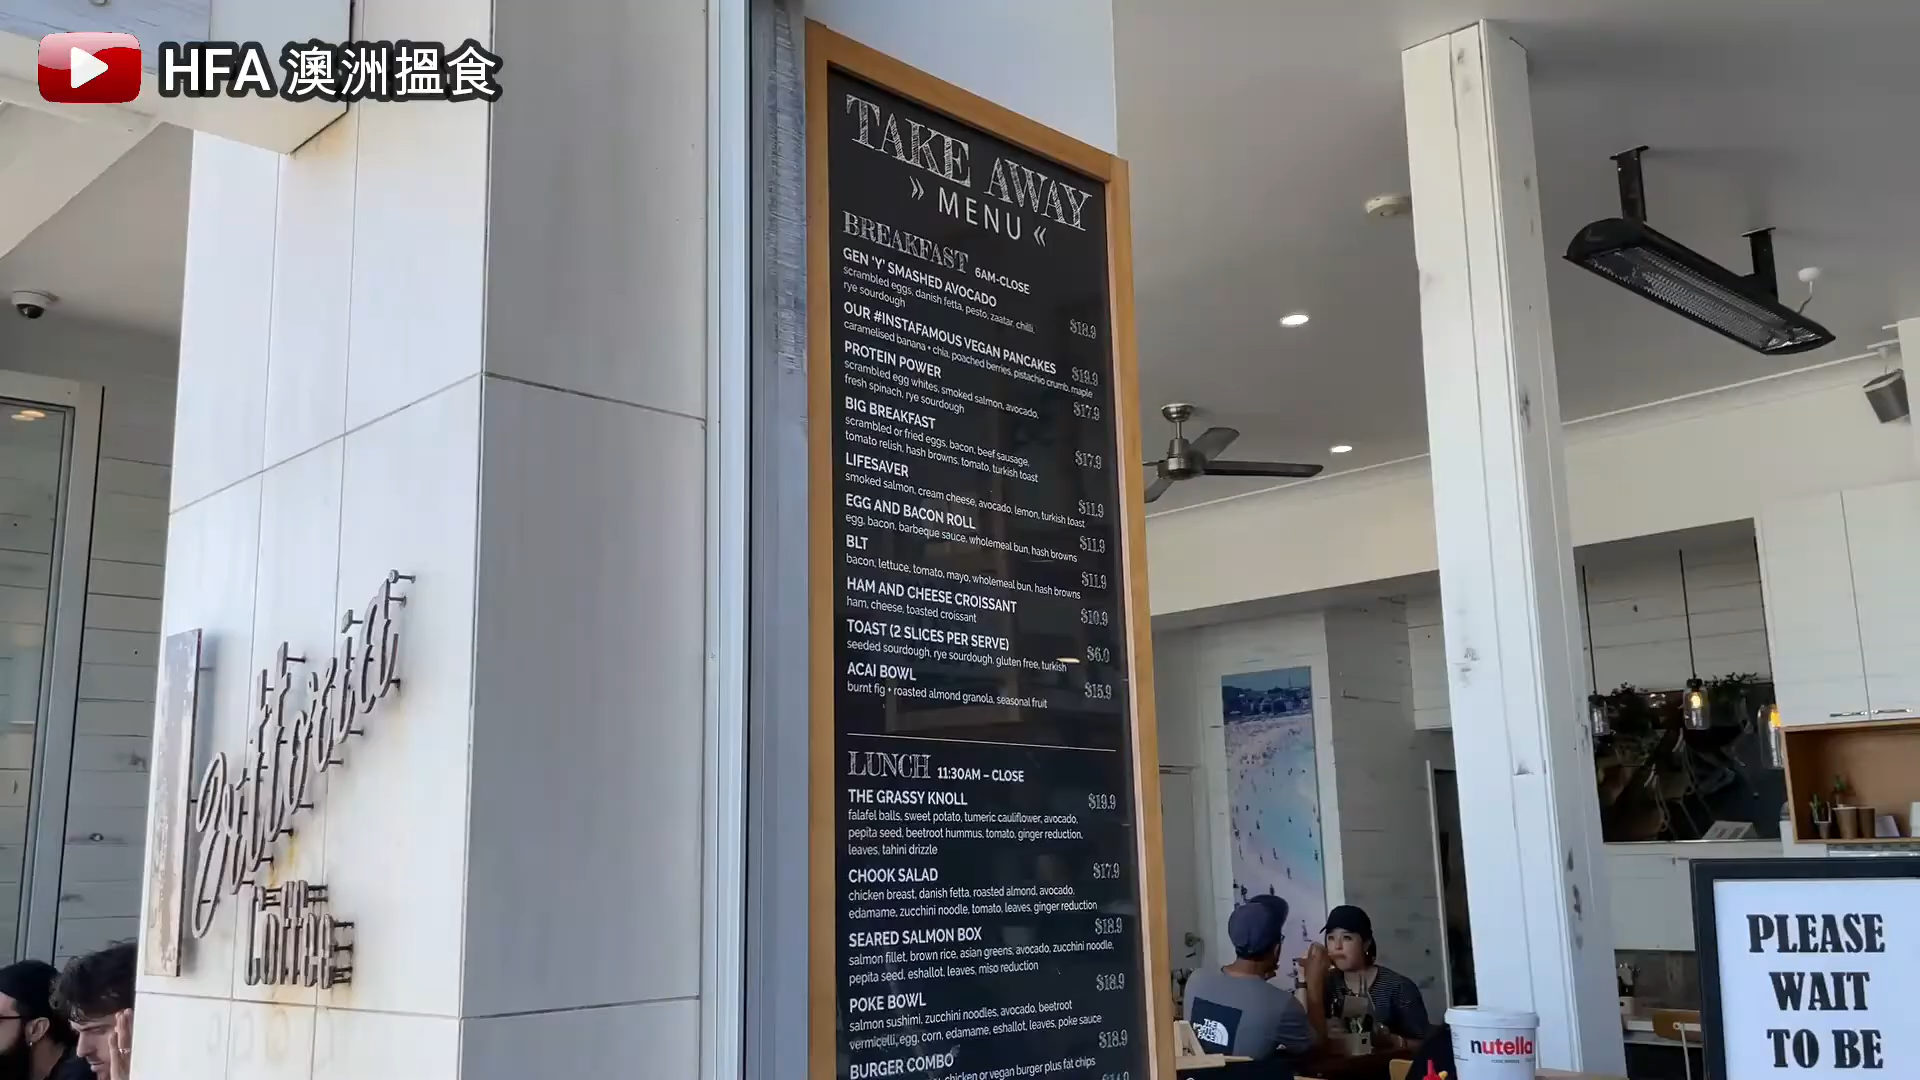 HFA 澳洲搵食
TAKE AWAY
» MENU «
BREAKFAST 6AM-CLOSE
GEN 'Y' SMASHED AVOCADO
scrambled eggs, danish fetta, pesto, zaatar, chilli,
rye sourdough $18.9
OUR #INSTAFAMOUS VEGAN PANCAKES $19.9
caramelised banana • chia, poached berries, pistachio crumb, maple
PROTEIN POWER $17.9
scrambled egg whites, smoked salmon, avocado,
fresh spinach, rye sourdough
BIG BREAKFAST $17.9
scrambled or fried eggs, bacon, beef sausage,
tomato relish, hash browns, tomato, turkish toast
LIFESAVER $11.9
smoked salmon, cream cheese, avocado, lemon, turkish toast
EGG AND BACON ROLL $11.9
egg, bacon, barbeque sauce, wholemeal bun, hash browns
BLT $11.9
bacon, lettuce, tomato, mayo, wholemeal bun, hash browns
HAM AND CHEESE CROISSANT $10.9
ham, cheese, toasted croissant
TOAST (2 SLICES PER SERVE) $6.0
seeded sourdough, rye sourdough, gluten free, turkish
ACAI BOWL $15.9
burnt fig • roasted almond granola, seasonal fruit
LUNCH 11:30AM – CLOSE
THE GRASSY KNOLL $19.9
falafel balls, sweet potato, tumeric cauliflower, avocado,
pepita seed, beetroot hummus, tomato, ginger reduction,
leaves, tahini drizzle
CHOOK SALAD $17.9
chicken breast, danish fetta, roasted almond, avocado,
edamame, zucchini noodle, tomato, leaves, ginger reduction
SEARED SALMON BOX $18.9
salmon fillet, brown rice, asian greens, avocado, zucchini noodle,
pepita seed, eshallot, leaves, miso reduction
POKE BOWL $18.9
salmon sushimi, zucchini noodles, avocado, beetroot
vermicelli, egg, corn, edamame, eshallot, leaves, poke sauce
BURGER COMBO $18.9
chicken or vegan burger plus fat chips
Coffee
THE
NORTH
FACE
nutella
PLEASE
WAIT
TO BE